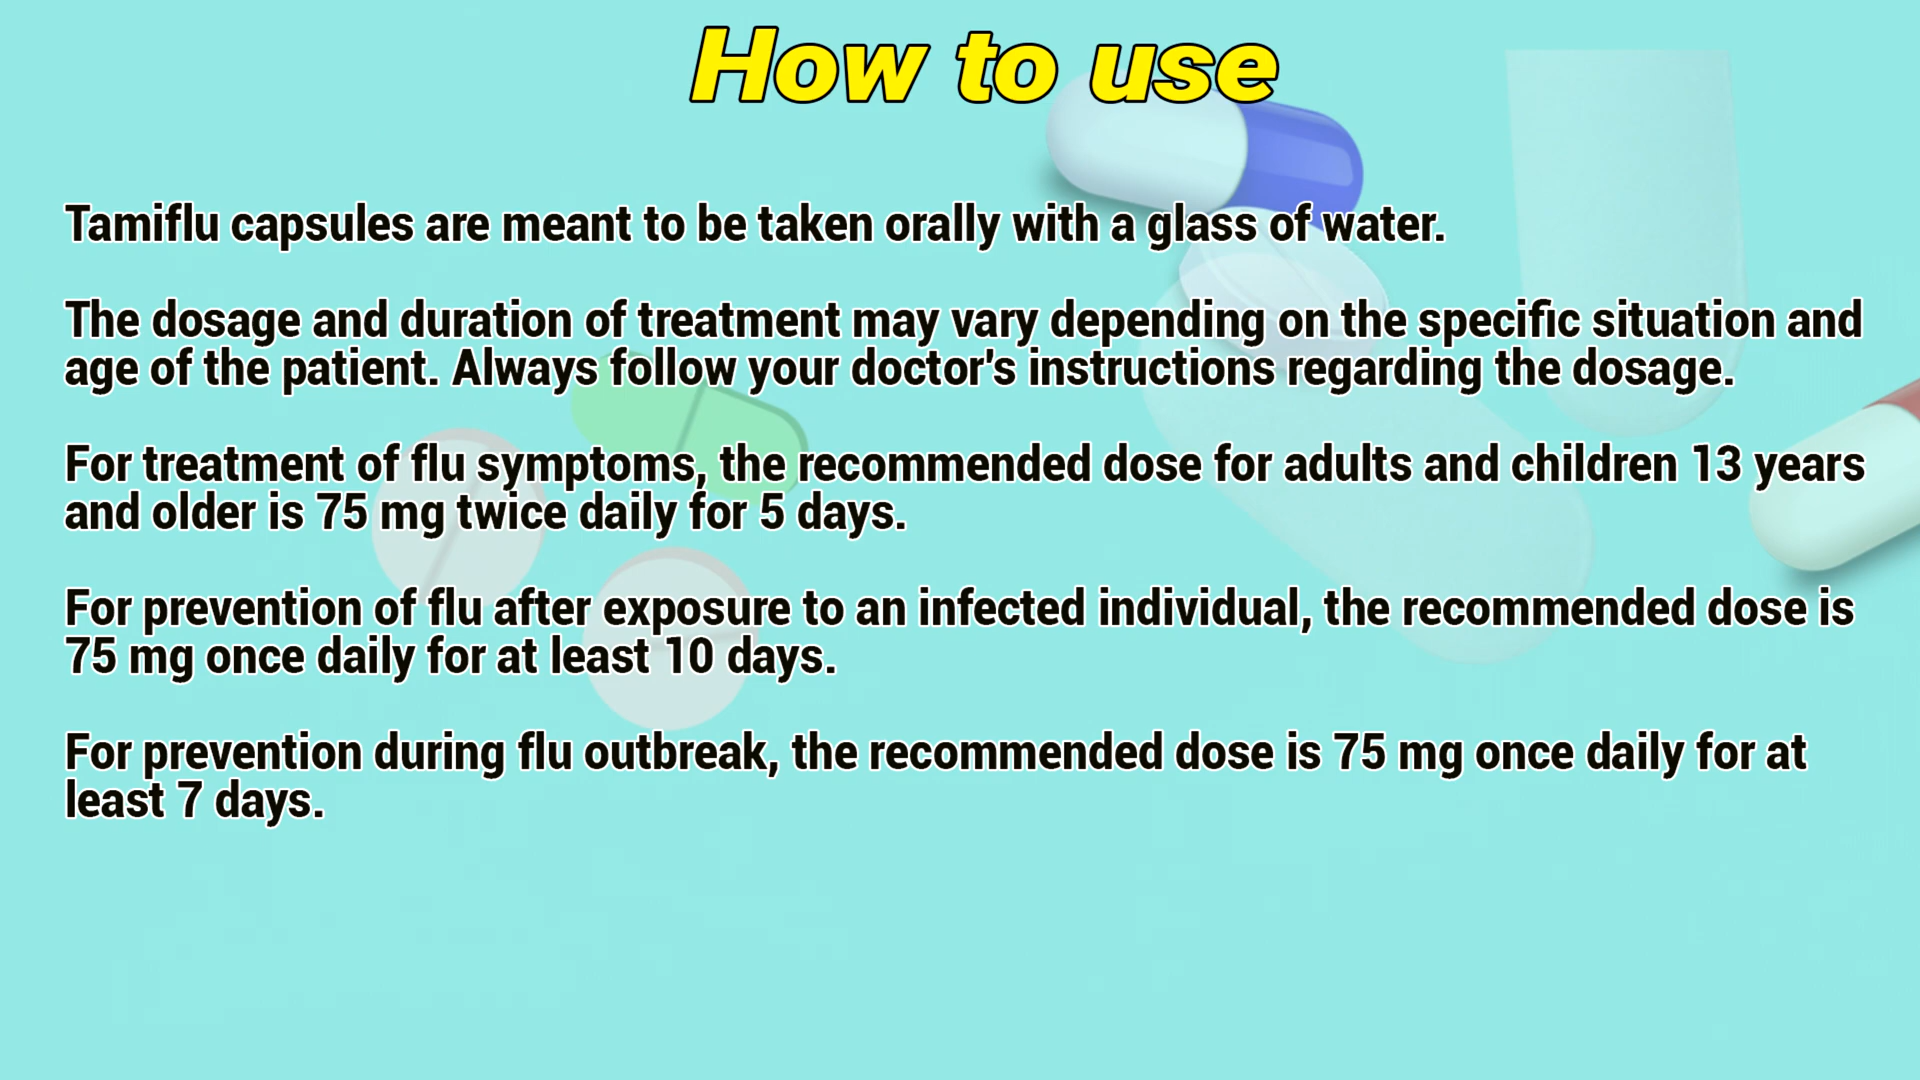 How to use
Tamiflu capsules are meant to be taken orally with a glass of water.
The dosage and duration of treatment may vary depending on the specific situation and
age of the patient. Always follow your doctor's instructions regarding the dosage.
For treatment of flu symptoms, the recommended dose for adults and children 13 years
and older is 75 mg twice daily for 5 days.
For prevention of flu after exposure to an infected individual, the recommended dose is
75 mg once daily for at least 10 days.
For prevention during flu outbreak, the recommended dose is 75 mg once daily for at
least 7 days.